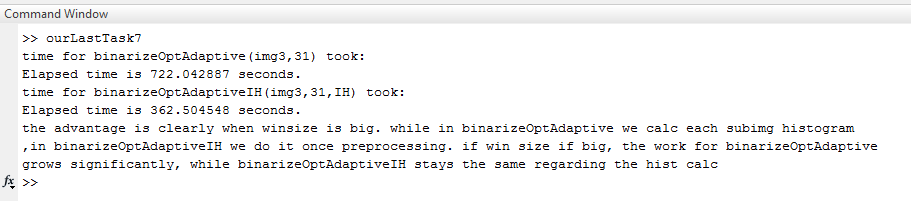 Command Window
>> ourLastTask7
time for binarizeOptAdaptive(img3,31) took:
Elapsed time is 722.042887 seconds.
time for binarizeOptAdaptiveIH(img3,31,IH) took:
Elapsed time is 362.504548 seconds.
the advantage is clearly when winsize is big. while in binarizeOptAdaptive we calc each subimg histogram
,in binarizeOptAdaptiveIH we do it once preprocessing. if win size if big, the work for binarizeOptAdaptive
grows significantly, while binarizeOptAdaptiveIH stays the same regarding the hist calc
fx >>